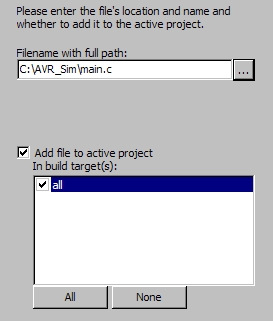 Please enter the file's location and name and
whether to add it to the active project.
Filename with full path:
C:\AVR_Sim\main.c
...
Add file to active project
In build target(s):
all
All
None